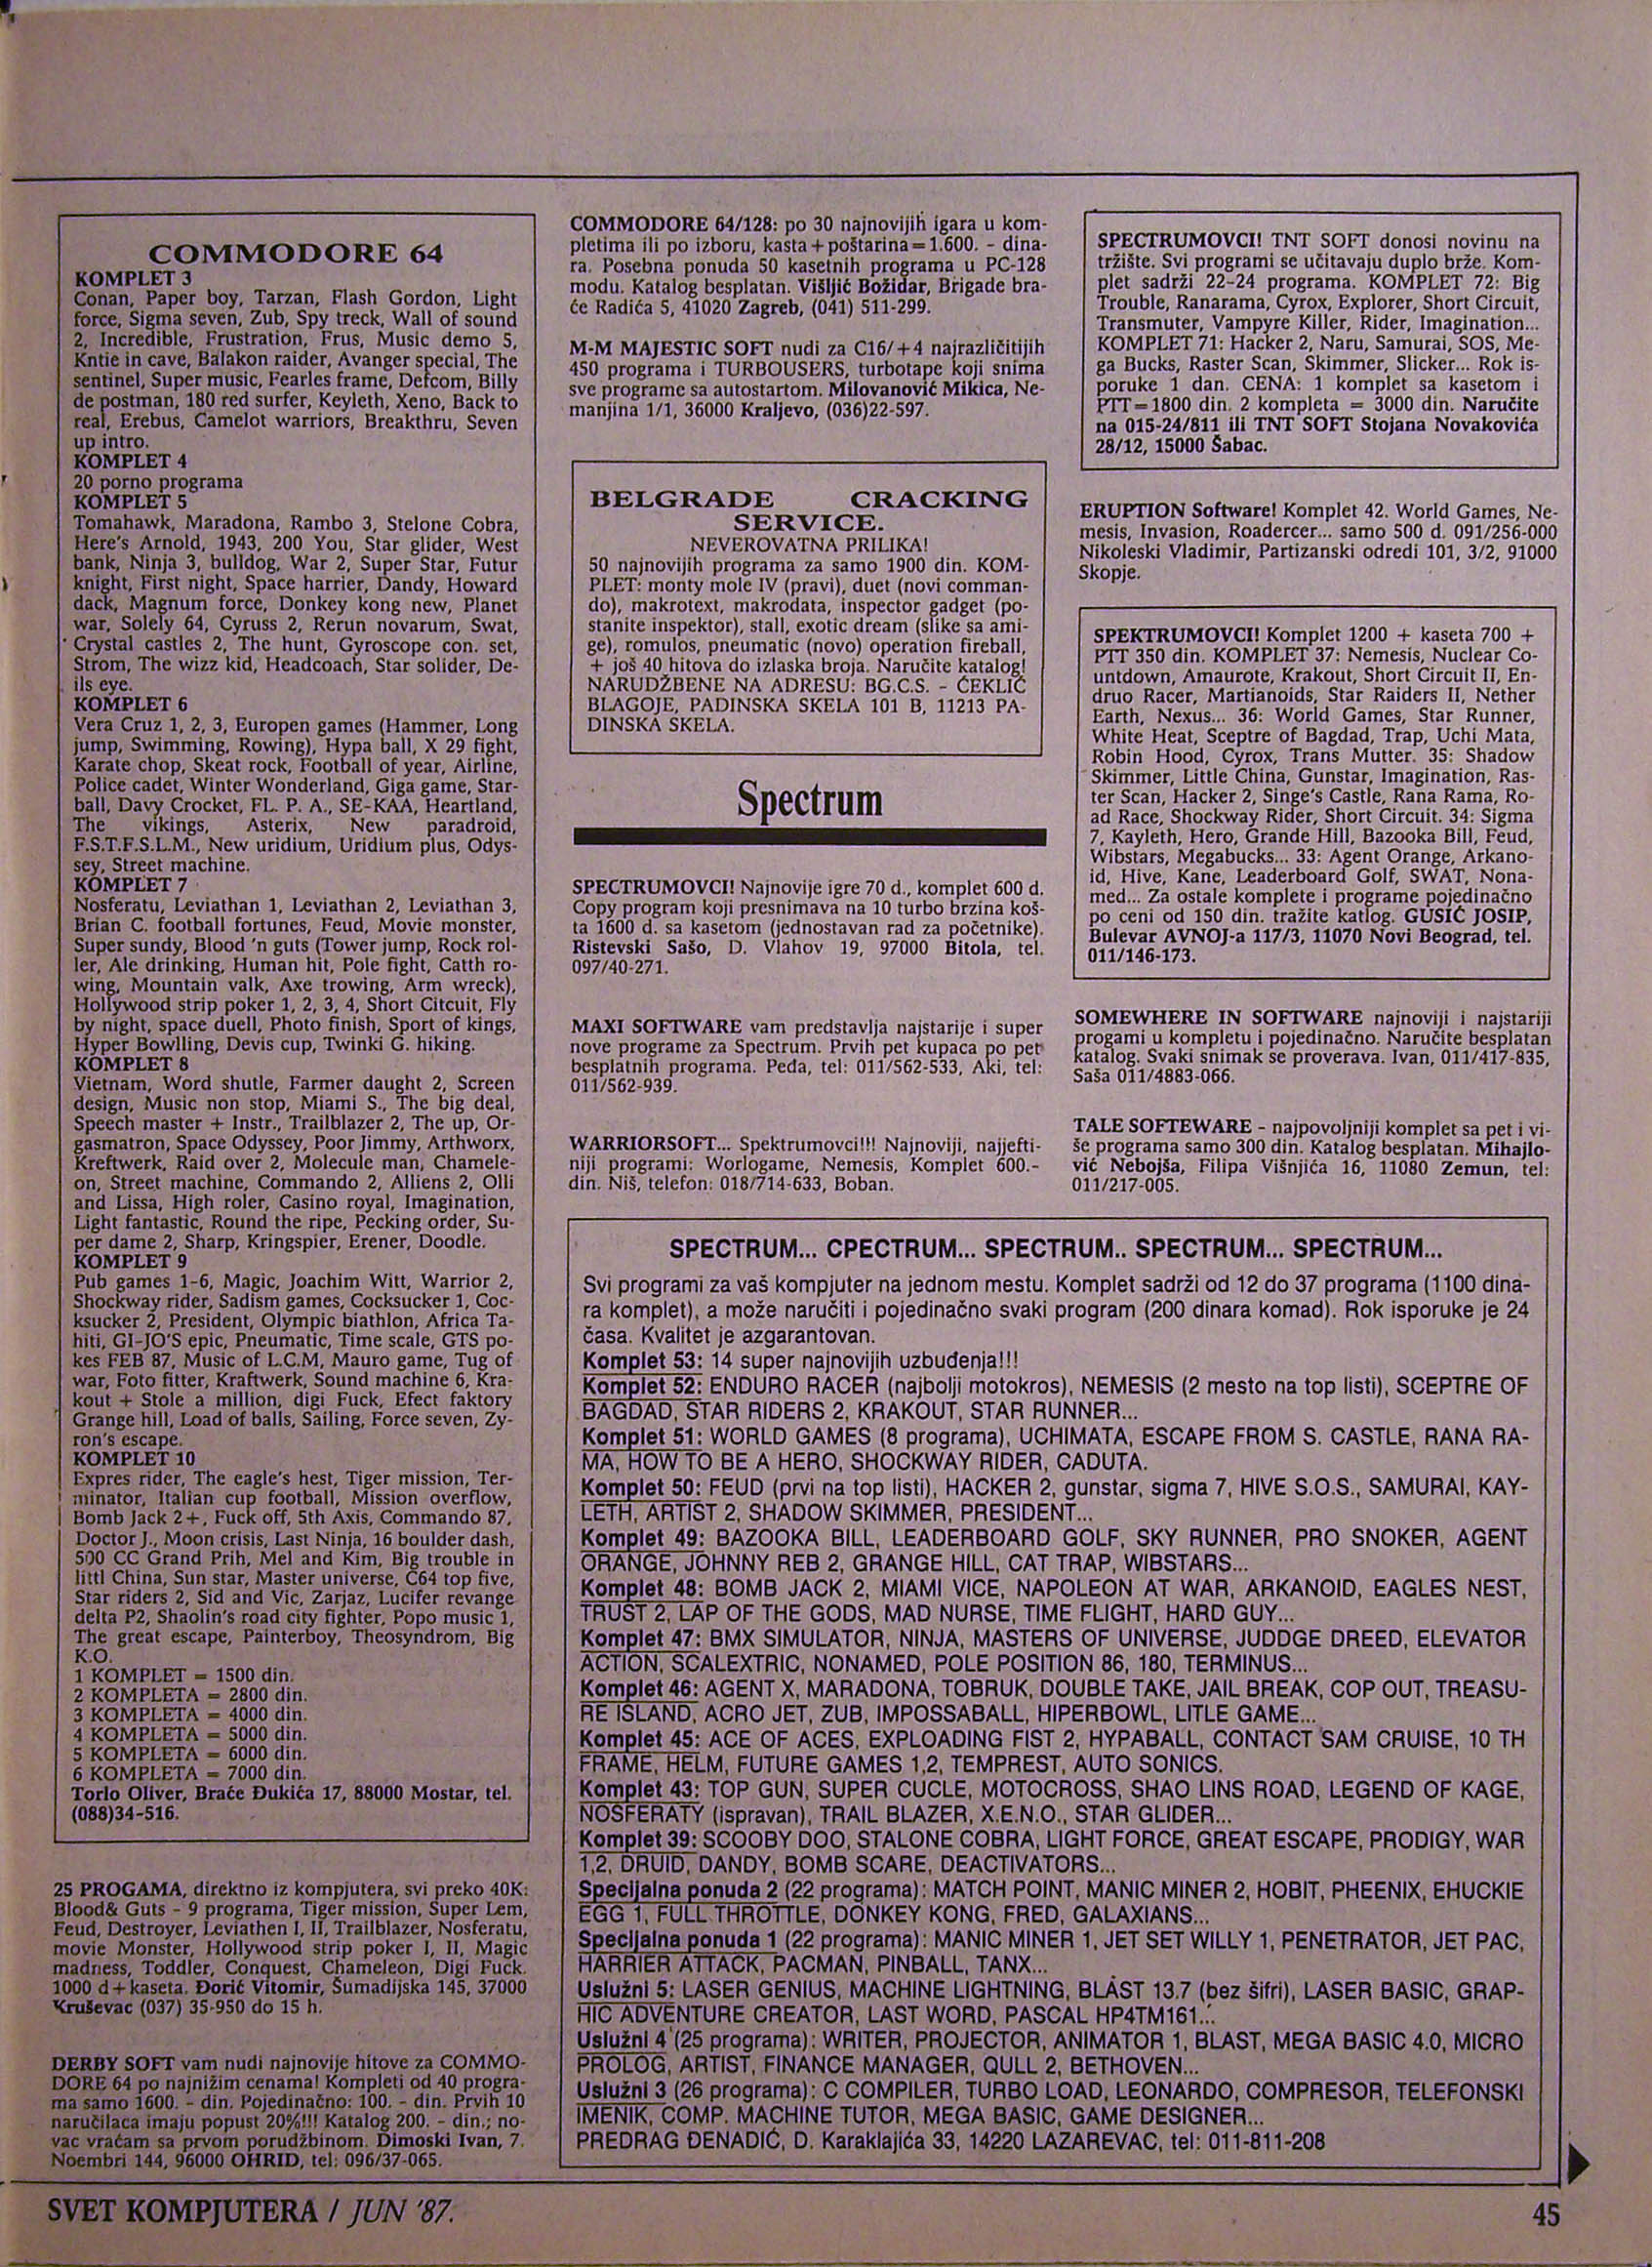 COMMODORE 64
KOMPLET 3
Conan, Paper boy, Tarzan, Flash Gordon, Light
force, Sigma seven, Zub, Spy treck, Wall of sound
2, Incredible, Frustration, Frus, Music demo 5,
Kntie in cave, Balakon raider, Avanger special, The
sentinel, Super music, Fearles frame, Defcom, Billy
de postman, 180 red surfer, Keyleth, Xeno, Back to
real, Erebus, Camelot warriors, Breakthru, Seven
up intro.
KOMPLET 4
20 porno programa
KOMPLET 5
Tomahawk, Maradona, Rambo 3, Stelone Cobra,
Here's Arnold, 1943, 200 You, Star glider, West
bank, Ninja 3, bulldog, War 2, Super Star, Futur
knight, First night, Space harrier, Dandy, Howard
dack, Magnum force, Donkey kong new, Planet
war, Solely 64, Cyruss 2, Rerun novarum, Swat,
Crystal castles 2, The hunt, Gyroscope con. set,
Strom, The wizz kid, Headcoach, Star solider, De-
ils eye.
KOMPLET 6
Vera Cruz 1, 2, 3, Europen games (Hammer, Long
jump, Swimming, Rowing), Hypa ball, X 29 fight,
Karate chop, Skeat rock, Football of year, Airline,
Police cadet, Winter Wonderland, Giga game, Star-
ball, Davy Crocket, FL. P. A., SE-KAA, Heartland,
The vikings, Asterix, New paradroid,
F.S.T.F.S.L.M., New uridium, Uridium plus, Odys-
sey, Street machine.
KOMPLET 7
Nosferatu, Leviathan 1, Leviathan 2, Leviathan 3,
Brian C. football fortunes, Feud, Movie monster,
Super sundy, Blood 'n guts (Tower jump, Rock rol-
ler, Ale drinking, Human hit, Pole fight, Catth ro-
wing, Mountain valk, Axe trowing, Arm wreck),
Hollywood strip poker 1, 2, 3, 4, Short Citcuit, Fly
by night, space duell, Photo finish, Sport of kings,
Hyper Bowlling, Devis cup, Twinki G. hiking.
KOMPLET 8
Vietnam, Word shutle, Farmer daught 2, Screen
design, Music non stop, Miami S., The big deal,
Speech master + Instr., Trailblazer 2, The up, Or-
gasmatron, Space Odyssey, Poor Jimmy, Arthworx,
Kreftwerk, Raid over 2, Molecule man, Chamele-
on, Street machine, Commando 2, Alliens 2, Olli
and Lissa, High roler, Casino royal, Imagination,
Light fantastic, Round the ripe, Pecking order, Su-
per dame 2, Sharp, Kringspier, Erener, Doodle.
KOMPLET 9
Pub games 1-6, Magic, Joachim Witt, Warrior 2,
Shockway rider, Sadism games, Cocksucker 1, Coc-
ksucker 2, President, Olympic biathlon, Africa Ta-
hiti, GI-JO'S epic, Pneumatic, Time scale, GTS po-
kes FEB 87, Music of L.C.M, Mauro game, Tug of
war, Foto fitter, Kraftwerk, Sound machine 6, Kra-
kout + Stole a million, digi Fuck, Efect faktory
Grange hill, Load of balls, Sailing, Force seven, Zy-
ron's escape.
KOMPLET 10
Expres rider, The eagle's hest, Tiger mission, Ter-
minator, Italian cup football, Mission overflow,
Bomb Jack 2+, Fuck off, 5th Axis, Commando 87,
Doctor J., Moon crisis, Last Ninja, 16 boulder dash,
500 CC Grand Prih, Mel and Kim, Big trouble in
littl China, Sun star, Master universe, C64 top five,
Star riders 2, Sid and Vic, Zarjaz, Lucifer revange
delta P2, Shaolin's road city fighter, Popo music 1,
The great escape, Painterboy, Theosyndrom, Big
K.O.
1 KOMPLET = 1500 din.
2 KOMPLETA = 2800 din.
3 KOMPLETA = 4000 din.
4 KOMPLETA = 5000 din.
5 KOMPLETA = 6000 din.
6 KOMPLETA = 7000 din.
Torlo Oliver, Braće Đukića 17, 88000 Mostar, tel.
(088)34-516.
25 PROGAMA, direktno iz kompjutera, svi preko 40K:
Blood& Guts - 9 programa, Tiger mission, Super Lem,
Feud, Destroyer, Leviathen I, II, Trailblazer, Nosferatu,
movie Monster, Hollywood strip poker I, II, Magic
madness, Toddler, Conquest, Chameleon, Digi Fuck.
1000 d+kaseta. Đorić Vitomir, Šumadijska 145, 37000
Kruševac (037) 35-950 do 15 h.
DERBY SOFT vam nudi najnovije hitove za COMMO-
DORE 64 po najnižim cenama! Kompleti od 40 progra-
ma samo 1600. - din. Pojedinačno: 100. - din. Prvih 10
naručilaca imaju popust 20%!!! Katalog 200. - din.; no-
vac vraćam sa prvom porudžbinom. Dimoski Ivan, 7.
Noembri 144, 96000 OHRID, tel: 096/37-065.
COMMODORE 64/128: po 30 najnovijih igara u kom-
pletima ili po izboru, kasta+poštarina=1.600. - dina-
ra. Posebna ponuda 50 kasetnih programa u PC-128
modu. Katalog besplatan. Višljić Božidar, Brigade bra-
će Radića 5, 41020 Zagreb, (041) 511-299.
M-M MAJESTIC SOFT nudi za C16/+4 najrazličitijih
450 programa i TURBOUSERS, turbotape koji snima
sve programe sa autostartom. Milovanović Mikica, Ne-
manjina 1/1, 36000 Kraljevo, (036)22-597.
BELGRADE CRACKING
SERVICE.
NEVEROVATNA PRILIKA!
50 najnovijih programa za samo 1900 din. KOM-
PLET: monty mole IV (pravi), duet (novi comman-
do), makrotext, makrodata, inspector gadget (po-
stanite inspektor), stall, exotic dream (slike sa ami-
ge), romulos, pneumatic (novo) operation fireball,
+ još 40 hitova do izlaska broja. Naručite katalog!
NARUDŽBENE NA ADRESU: BG.C.S. - ĆEKLIĆ
BLAGOJE, PADINSKA SKELA 101 B, 11213 PA-
DINSKA SKELA.
Spectrum
SPECTRUMOVCI! Najnovije igre 70 d., komplet 600 d.
Copy program koji presnimava na 10 turbo brzina koš-
ta 1600 d. sa kasetom (jednostavan rad za početnike).
Ristevski Sašo, D. Vlahov 19, 97000 Bitola, tel.
097/40-271.
MAXI SOFTWARE vam predstavlja najstarije i super
nove programe za Spectrum. Prvih pet kupaca po pet
besplatnih programa. Peda, tel: 011/562-533, Aki, tel:
011/562-939.
WARRIORSOFT... Spektrumovci!!! Najnoviji, najjefti-
niji programi: Worlogame, Nemesis, Komplet 600.-
din. Niš, telefon: 018/714-633, Boban.
SPECTRUMOVCI! TNT SOFT donosi novinu na
tržište. Svi programi se učitavaju duplo brže. Kom-
plet sadrži 22-24 programa. KOMPLET 72: Big
Trouble, Ranarama, Cyrox, Explorer, Short Circuit,
Transmuter, Vampyre Killer, Rider, Imagination...
KOMPLET 71: Hacker 2, Naru, Samurai, SOS, Me-
ga Bucks, Raster Scan, Skimmer, Slicker... Rok is-
poruke 1 dan. CENA: 1 komplet sa kasetom i
PTT=1800 din. 2 kompleta = 3000 din. Naručite
na 015-24/811 ili TNT SOFT Stojana Novakovića
28/12, 15000 Šabac.
ERUPTION Software! Komplet 42. World Games, Ne-
mesis, Invasion, Roadercer... samo 500 d. 091/256-000
Nikoleski Vladimir, Partizanski odredi 101, 3/2, 91000
Skopje.
SPEKTRUMOVCI! Komplet 1200 + kaseta 700 +
PTT 350 din. KOMPLET 37: Nemesis, Nuclear Co-
untdown, Amaurote, Krakout, Short Circuit II, En-
druo Racer, Martianoids, Star Raiders II, Nether
Earth, Nexus... 36: World Games, Star Runner,
White Heat, Sceptre of Bagdad, Trap, Uchi Mata,
Robin Hood, Cyrox, Trans Mutter. 35: Shadow
Skimmer, Little China, Gunstar, Imagination, Ras-
ter Scan, Hacker 2, Singe's Castle, Rana Rama, Ro-
ad Race, Shockway Rider, Short Circuit. 34: Sigma
7, Kayleth, Hero, Grande Hill, Bazooka Bill, Feud,
Wibstars, Megabucks... 33: Agent Orange, Arkano-
id, Hive, Kane, Leaderboard Golf, SWAT, Nona-
med... Za ostale komplete i programe pojedinačno
po ceni od 150 din. tražite katlog. GUSIĆ JOSIP,
Bulevar AVNOJ-a 117/3, 11070 Novi Beograd, tel.
011/146-173.
SOMEWHERE IN SOFTWARE najnoviji i najstariji
progami u kompletu i pojedinačno. Naručite besplatan
katalog. Svaki snimak se proverava. Ivan, 011/417-835,
Saša 011/4883-066.
TALE SOFTEWARE - najpovoljniji komplet sa pet i vi-
še programa samo 300 din. Katalog besplatan. Mihajlo-
vić Nebojša, Filipa Višnjića 16, 11080 Zemun, tel:
011/217-005.
SPECTRUM... CPECTRUM... SPECTRUM.. SPECTRUM... SPECTRUM...
Svi programi za vaš kompjuter na jednom mestu. Komplet sadrži od 12 do 37 programa (1100 dina-
ra komplet), a može naručiti i pojedinačno svaki program (200 dinara komad). Rok isporuke je 24
časa. Kvalitet je azgarantovan.
Komplet 53: 14 super najnovijih uzbuđenja!!!
Komplet 52: ENDURO RACER (najbolji motokros), NEMESIS (2 mesto na top listi), SCEPTRE OF
BAGDAD, STAR RIDERS 2, KRAKOUT, STAR RUNNER...
Komplet 51: WORLD GAMES (8 programa), UCHIMATA, ESCAPE FROM S. CASTLE, RANA RA-
MA, HOW TO BE A HERO, SHOCKWAY RIDER, CADUTA.
Komplet 50: FEUD (prvi na top listi), HACKER 2, gunstar, sigma 7, HIVE S.O.S., SAMURAI, KAY-
LETH, ARTIST 2, SHADOW SKIMMER, PRESIDENT...
Komplet 49: BAZOOKA BILL, LEADERBOARD GOLF, SKY RUNNER, PRO SNOKER, AGENT
ORANGE, JOHNNY REB 2, GRANGE HILL, CAT TRAP, WIBSTARS...
Komplet 48: BOMB JACK 2, MIAMI VICE, NAPOLEON AT WAR, ARKANOID, EAGLES NEST,
TRUST 2, LAP OF THE GODS, MAD NURSE, TIME FLIGHT, HARD GUY...
Komplet 47: BMX SIMULATOR, NINJA, MASTERS OF UNIVERSE, JUDDGE DREED, ELEVATOR
ACTION, SCALEXTRIC, NONAMED, POLE POSITION 86, 180, TERMINUS...
Komplet 46: AGENT X, MARADONA, TOBRUK, DOUBLE TAKE, JAIL BREAK, COP OUT, TREASU-
RE ISLAND, ACRO JET, ZUB, IMPOSSABALL, HIPERBOWL, LITLE GAME...
Komplet 45: ACE OF ACES, EXPLOADING FIST 2, HYPABALL, CONTACT SAM CRUISE, 10 TH
FRAME, HELM, FUTURE GAMES 1,2, TEMPREST, AUTO SONICS.
Komplet 43: TOP GUN, SUPER CUCLE, MOTOCROSS, SHAO LINS ROAD, LEGEND OF KAGE,
NOSFERATY (ispravan), TRAIL BLAZER, X.E.N.O., STAR GLIDER...
Komplet 39: SCOOBY DOO, STALONE COBRA, LIGHT FORCE, GREAT ESCAPE, PRODIGY, WAR
1,2, DRUID, DANDY, BOMB SCARE, DEACTIVATORS...
Specijalna ponuda 2 (22 programa): MATCH POINT, MANIC MINER 2, HOBIT, PHEENIX, EHUCKIE
EGG 1, FULL THROTTLE, DONKEY KONG, FRED, GALAXIANS...
Specijalna ponuda 1 (22 programa): MANIC MINER 1, JET SET WILLY 1, PENETRATOR, JET PAC,
HARRIER ATTACK, PACMAN, PINBALL, TANX...
Uslužni 5: LASER GENIUS, MACHINE LIGHTNING, BLAST 13.7 (bez šifri), LASER BASIC, GRAP-
HIC ADVENTURE CREATOR, LAST WORD, PASCAL HP4TM161...
Uslužni 4 (25 programa): WRITER, PROJECTOR, ANIMATOR 1, BLAST, MEGA BASIC 4.0, MICRO
PROLOG, ARTIST, FINANCE MANAGER, QULL 2, BETHOVEN...
Uslužni 3 (26 programa): C COMPILER, TURBO LOAD, LEONARDO, COMPRESOR, TELEFONSKI
IMENIK, COMP. MACHINE TUTOR, MEGA BASIC, GAME DESIGNER...
PREDRAG ĐENADIĆ, D. Karaklajića 33, 14220 LAZAREVAC, tel: 011-811-208
SVET KOMPJUTERA / JUN '87.
45